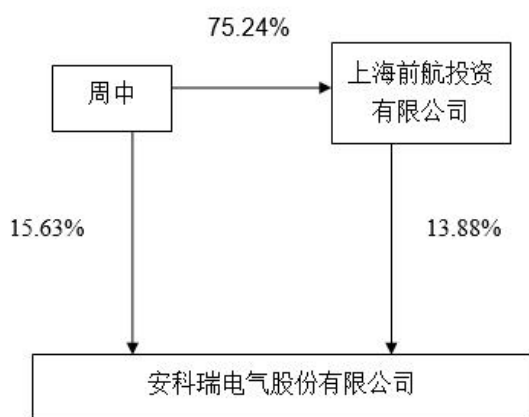 75.24%
周中
上海前航投资
有限公司
15.63%
13.88%
安科瑞电气股份有限公司